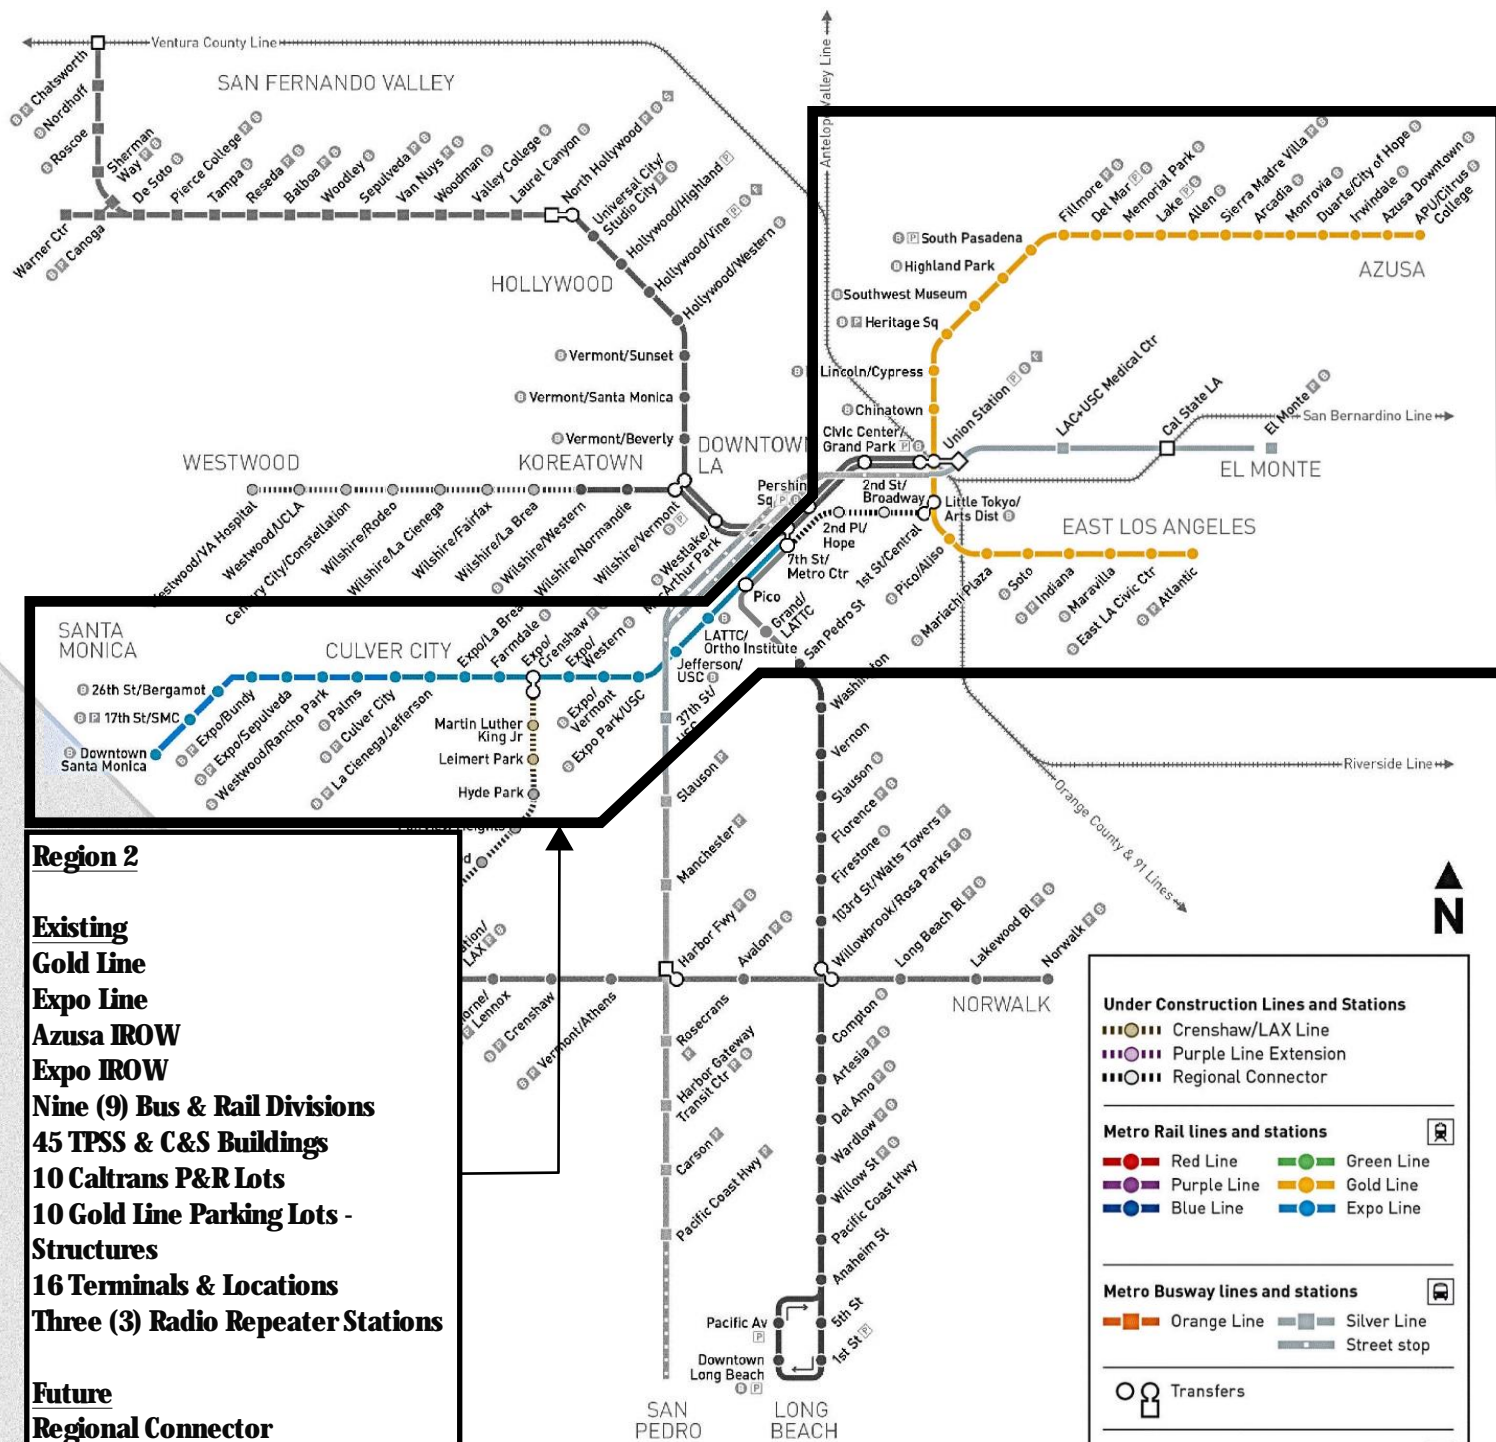 Ventura County Line
Antelope Valley Line
SAN FERNANDO VALLEY
Chatsworth
Nordhoff
Roscoe
Sherman
Way
De Soto
Pierce College
Tampa
Reseda
Balboa
Woodley
Sepulveda
Van Nuys
Woodman
Valley College
Laurel Canyon
North Hollywood
Warner Ctr
Canoga
Universal City/
Studio City
Hollywood/Highland
Hollywood/Vine
Hollywood/Western
HOLLYWOOD
Vermont/Sunset
Vermont/Santa Monica
Vermont/Beverly
Fillmore
Del Mar
Memorial Park
Lake
Allen
Sierra Madre Villa
Arcadia
Monrovia
Duarte/City of Hope
Irwindale
Azusa Downtown
APU/Citrus
College
South Pasadena
Highland Park
Southwest Museum
Heritage Sq
Lincoln/Cypress
Chinatown
AZUSA
Union Station
LAC+USC Medical Ctr
Cal State LA
El Monte
San Bernardino Line
EL MONTE
DOWNTOWN
LA
Civic Center/
Grand Park
Pershing
Sq
2nd St/
Broadway
Little Tokyo/
Arts Dist
EAST LOS ANGELES
2nd Pl/
Hope
7th St/
Metro Ctr
1st St/Central
Pico/Aliso
Mariachi Plaza
Soto
Indiana
Maravilla
East LA Civic Ctr
Atlantic
WESTWOOD
KOREATOWN
Westwood/VA Hospital
Westwood/UCLA
Century City/Constellation
Wilshire/Rodeo
Wilshire/La Cienega
Wilshire/Fairfax
Wilshire/La Brea
Wilshire/Western
Wilshire/Normandie
Wilshire/Vermont
Westlake/
MacArthur Park
Pico
Grand/
LATTC
San Pedro St
Washington
LATTC/
Ortho Institute
Jefferson/
USC
SANTA
MONICA
CULVER CITY
Expo/La Brea
Farmdale
Expo/
Crenshaw
Expo/
Western
26th St/Bergamot
17th St/SMC
Downtown
Santa Monica
Expo/Bundy
Expo/Sepulveda
Westwood/Rancho Park
Palms
Culver City
La Cienega/Jefferson
Martin Luther
King Jr
Leimert Park
Hyde Park
Expo/
Vermont
Expo Park/USC
37th St/
USC
Slauson
Manchester
Harbor Fwy
Avalon
Vernon
Slauson
Florence
Firestone
103rd St/Watts Towers
Willowbrook/Rosa Parks
Long Beach Bl
Lakewood Bl
Norwalk
NORWALK
Riverside Line
Orange County & 91 Lines
LAX
Lennox
Crenshaw
Vermont/Athens
Rosecrans
Harbor Gateway
Transit Ctr
Carson
Pacific Coast Hwy
Compton
Artesia
Del Amo
Wardlow
Willow St
Pacific Coast Hwy
Anaheim St
5th St
1st St
Pacific Av
Downtown
Long Beach
SAN
PEDRO
LONG
BEACH
Region 2
Existing
Gold Line
Expo Line
Azusa IROW
Expo IROW
Nine (9) Bus & Rail Divisions
45 TPSS & C&S Buildings
10 Caltrans P&R Lots
10 Gold Line Parking Lots -
Structures
16 Terminals & Locations
Three (3) Radio Repeater Stations
Future
Regional Connector
N
Under Construction Lines and Stations
Crenshaw/LAX Line
Purple Line Extension
Regional Connector
Metro Rail lines and stations
Red Line
Green Line
Purple Line
Gold Line
Blue Line
Expo Line
Metro Busway lines and stations
Orange Line
Silver Line
Street stop
Transfers